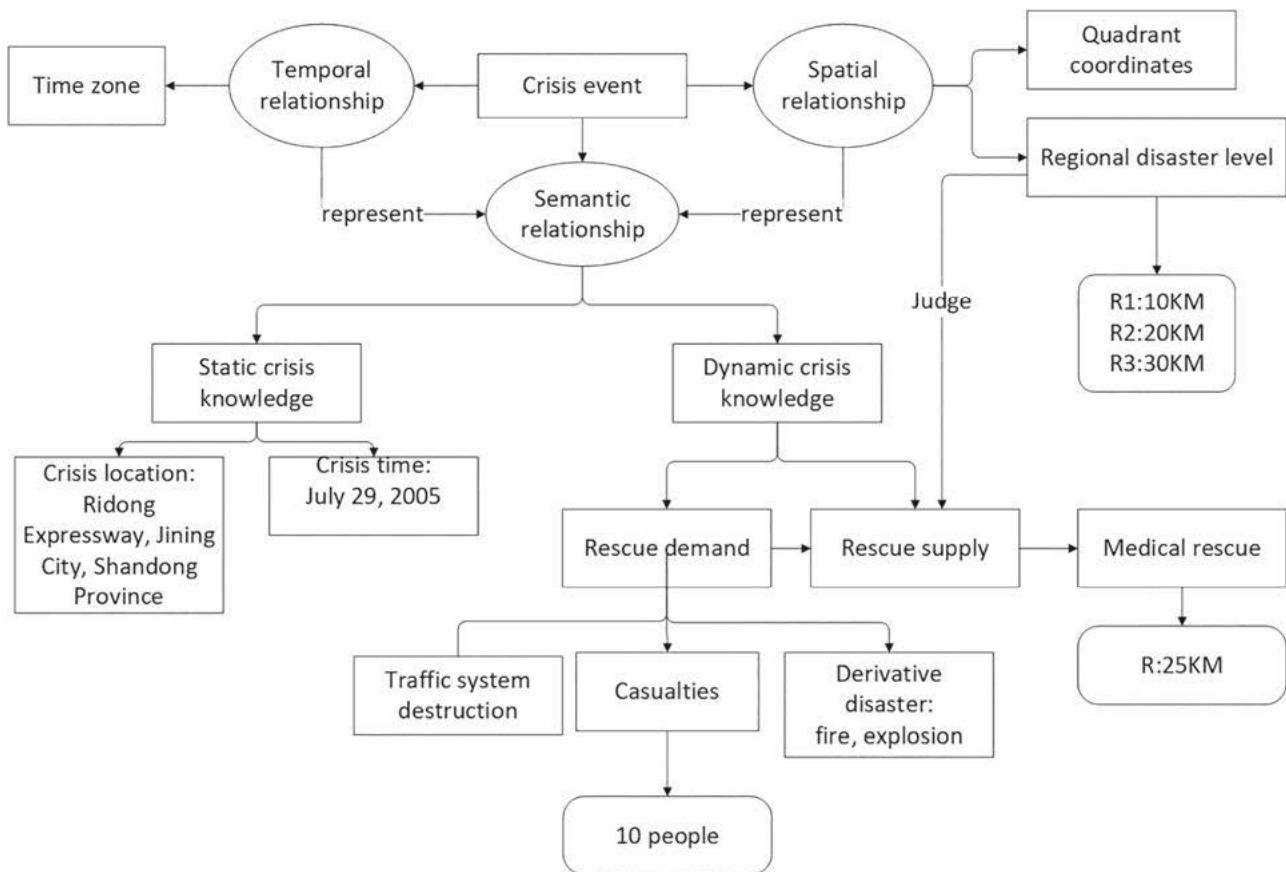 Time zone
Temporal
relationship
Crisis event
Spatial
relationship
Quadrant
coordinates
Regional disaster level
represent
Semantic
relationship
represent
Judge
R1:10KM
R2:20KM
R3:30KM
Static crisis
knowledge
Dynamic crisis
knowledge
Crisis location:
Ridong
Expressway, Jining
City, Shandong
Province
Crisis time:
July 29, 2005
Rescue demand
Rescue supply
Medical rescue
Traffic system
destruction
Casualties
Derivative
disaster:
fire, explosion
R:25KM
10 people